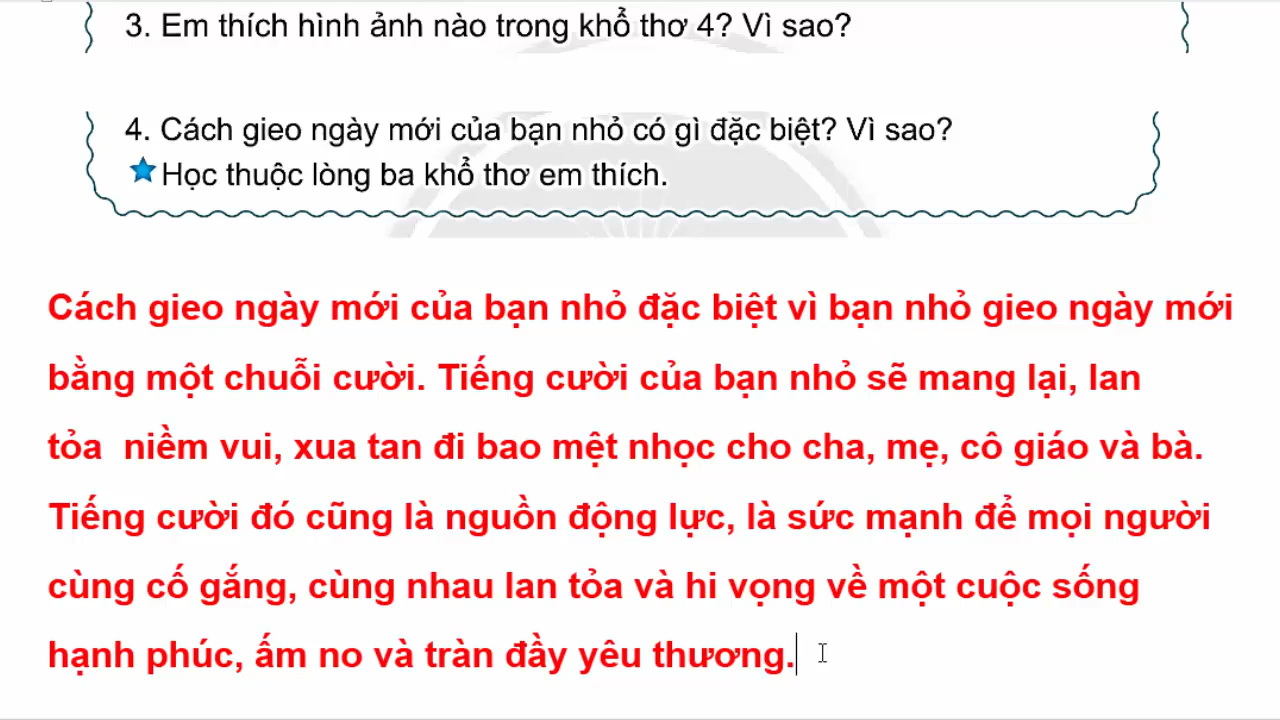 3. Em thích hình ảnh nào trong khổ thơ 4? Vì sao?
4. Cách gieo ngày mới của bạn nhỏ có gì đặc biệt? Vì sao?
Học thuộc lòng ba khổ thơ em thích.
Cách gieo ngày mới của bạn nhỏ đặc biệt vì bạn nhỏ gieo ngày mới
bằng một chuỗi cười. Tiếng cười của bạn nhỏ sẽ mang lại, lan
tỏa niềm vui, xua tan đi bao mệt nhọc cho cha, mẹ, cô giáo và bà.
Tiếng cười đó cũng là nguồn động lực, là sức mạnh để mọi người
cùng cố gắng, cùng nhau lan tỏa và hi vọng về một cuộc sống
hạnh phúc, ấm no và tràn đầy yêu thương.